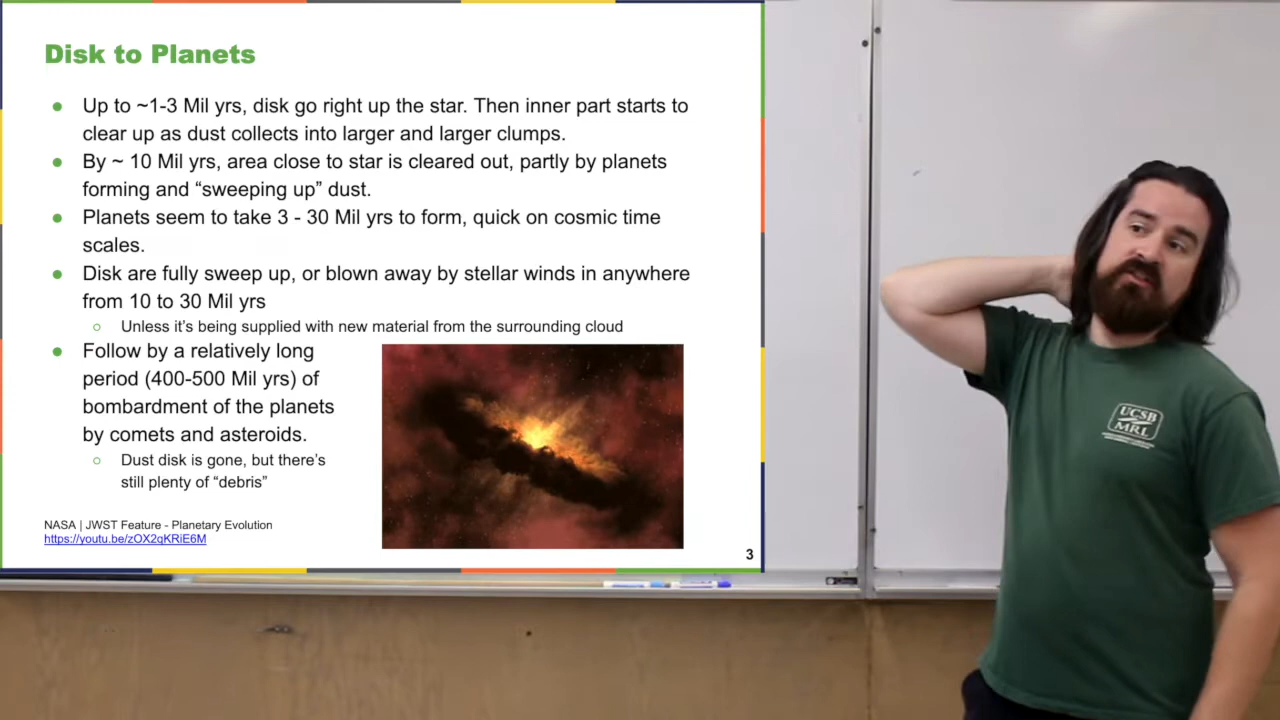 Disk to Planets
● Up to ~1-3 Mil yrs, disk go right up the star. Then inner part starts to
clear up as dust collects into larger and larger clumps.
● By ~ 10 Mil yrs, area close to star is cleared out, partly by planets
forming and “sweeping up” dust.
● Planets seem to take 3 - 30 Mil yrs to form, quick on cosmic time
scales.
● Disk are fully sweep up, or blown away by stellar winds in anywhere
from 10 to 30 Mil yrs
○ Unless it’s being supplied with new material from the surrounding cloud
● Follow by a relatively long
period (400-500 Mil yrs) of
bombardment of the planets
by comets and asteroids.
○ Dust disk is gone, but there’s
still plenty of “debris”
NASA | JWST Feature - Planetary Evolution
https://youtu.be/zOX2qKRiE6M
3
UCSB
MRL